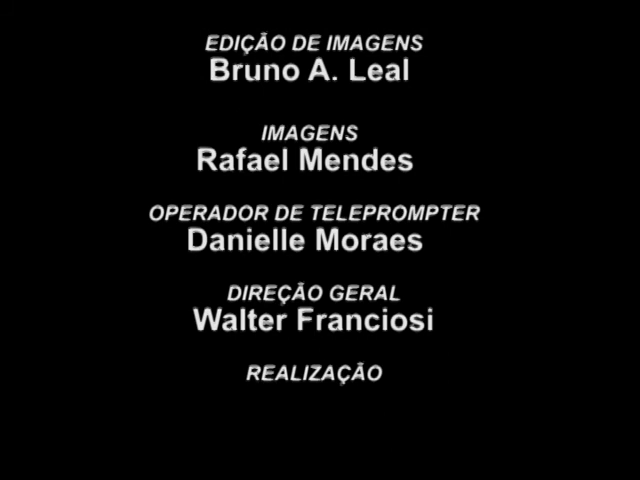 EDIÇÃO DE IMAGENS
Bruno A. Leal
IMAGENS
Rafael Mendes
OPERADOR DE TELEPROMPTER
Danielle Moraes
DIREÇÃO GERAL
Walter Franciosi
REALIZAÇÃO